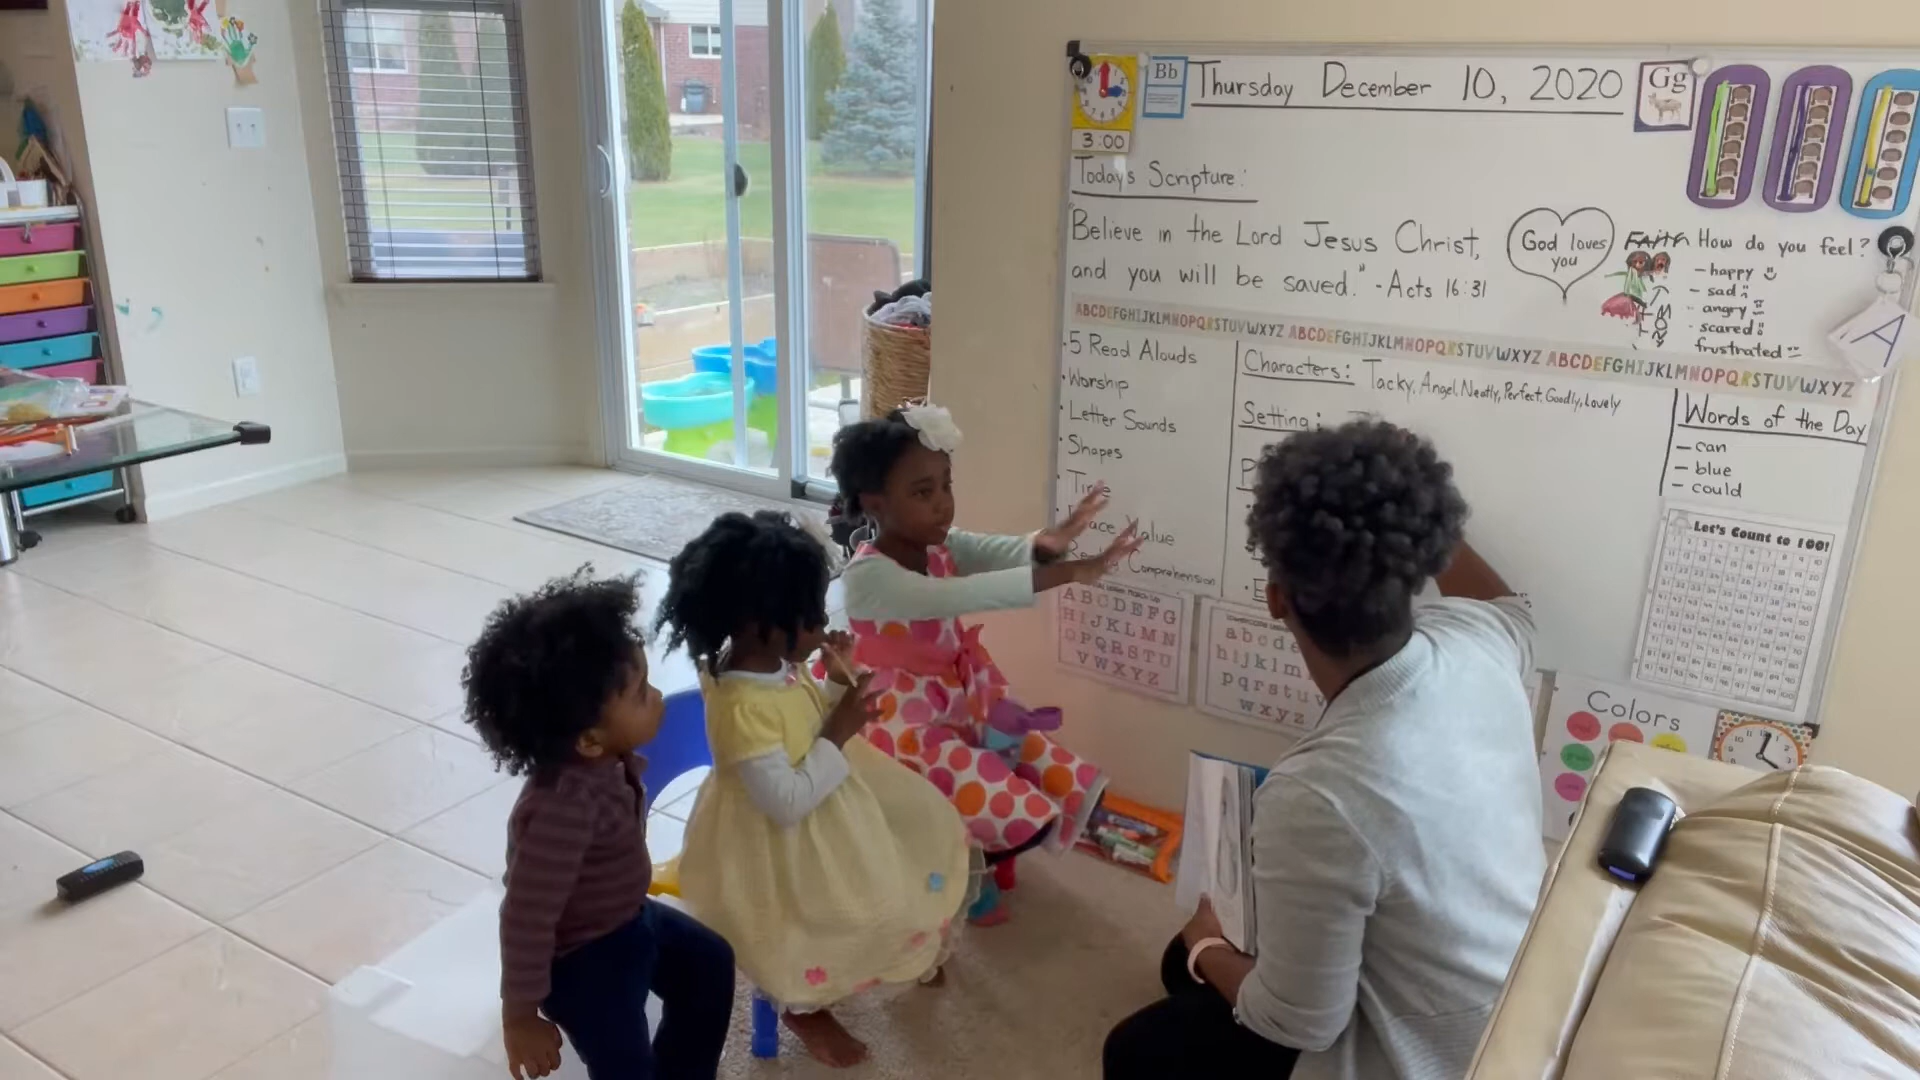 Bb
Thursday December 10, 2020
Gg
3:00
Today's Scripture:
"Believe in the Lord Jesus Christ,
and you will be saved." - Acts 16:31
God loves
you
FAITH
FAMILY
How do you feel?
- happy
- sad
- angry
- scared
frustrated
A
ABCDEFGHIJKLMNOPQRSTUVWXYZ ABCDEFGHIJKLMNOPQRSTUVWXYZ ABCDEFGHIJKLMNOPQRSTUVWXYZ
• 5 Read Alouds
• Worship
• Letter Sounds
• Shapes
• Time
Value
Comprehension
Characters: Tacky, Angel, Neatly, Perfect, Goodly, Lovely
Setting:
Words of the Day
- can
- blue
- could
Let's Count to 100!
ABCDEFG
HIJKLMN
OPQRSTU
VWXYZ
abcde
hijklm
pqrstuv
wxyz
Colors